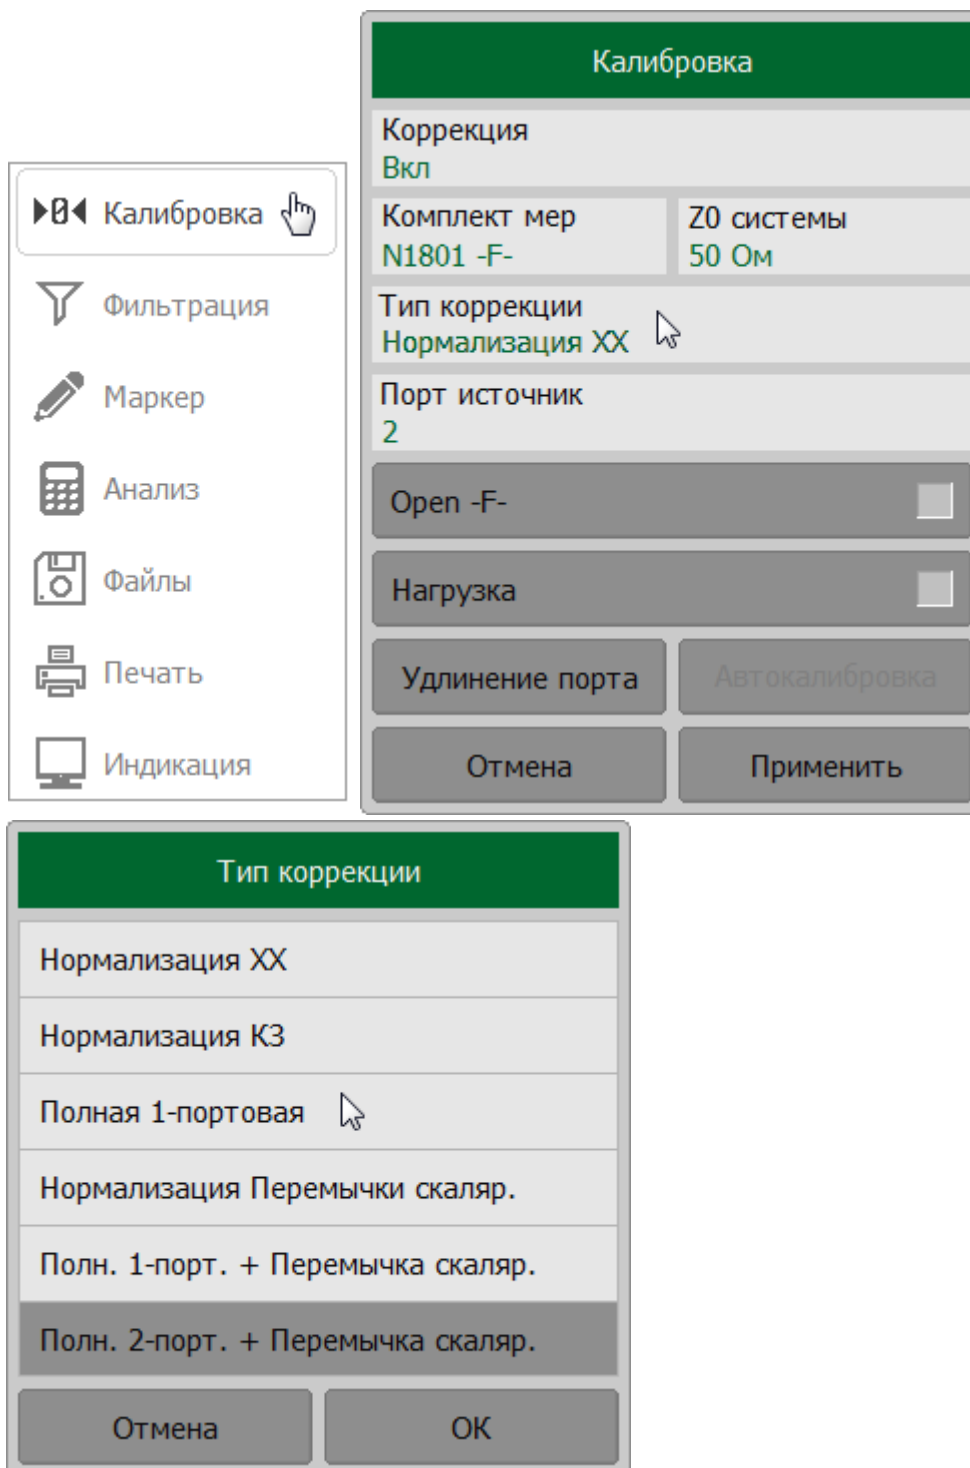 Калибровка
Фильтрация
Маркер
Анализ
Файлы
Печать
Индикация
Калибровка
Коррекция
Вкл
Комплект мер
N1801 -F-
Z0 системы
50 Ом
Тип коррекции
Нормализация ХХ
Порт источник
2
Open -F-
Нагрузка
Удлинение порта
Автокалибровка
Отмена
Применить
Тип коррекции
Нормализация ХХ
Нормализация КЗ
Полная 1-портовая
Нормализация Перемычки скаляр.
Полн. 1-порт. + Перемычка скаляр.
Полн. 2-порт. + Перемычка скаляр.
Отмена
ОК